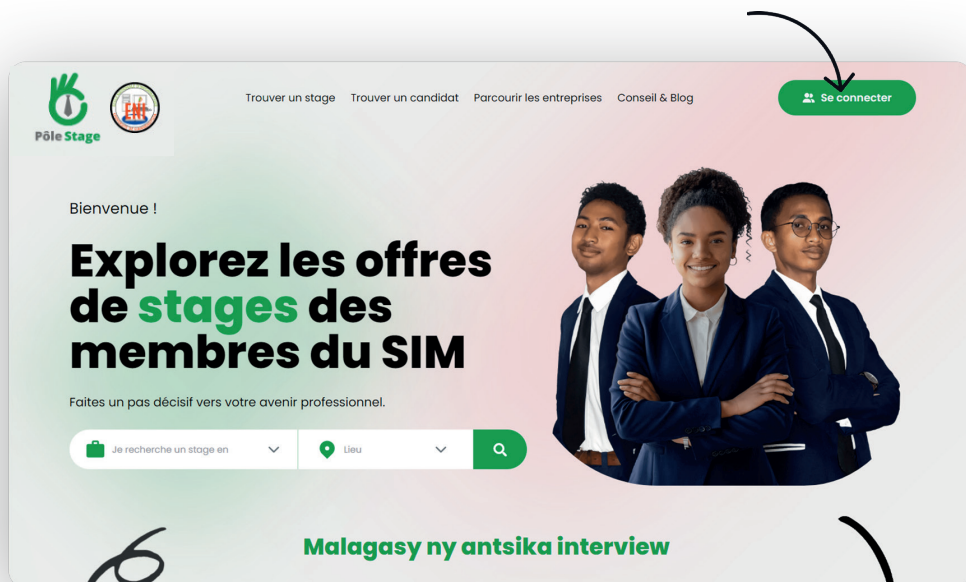 Pôle Stage
Trouver un stage Trouver un candidat Parcourir les entreprises Conseil & Blog
Se connecter
Bienvenue !
Explorez les offres
de stages des
membres du SIM
Faites un pas décisif vers votre avenir professionnel.
Je recherche un stage en
Lieu
Malagasy ny antsika interview